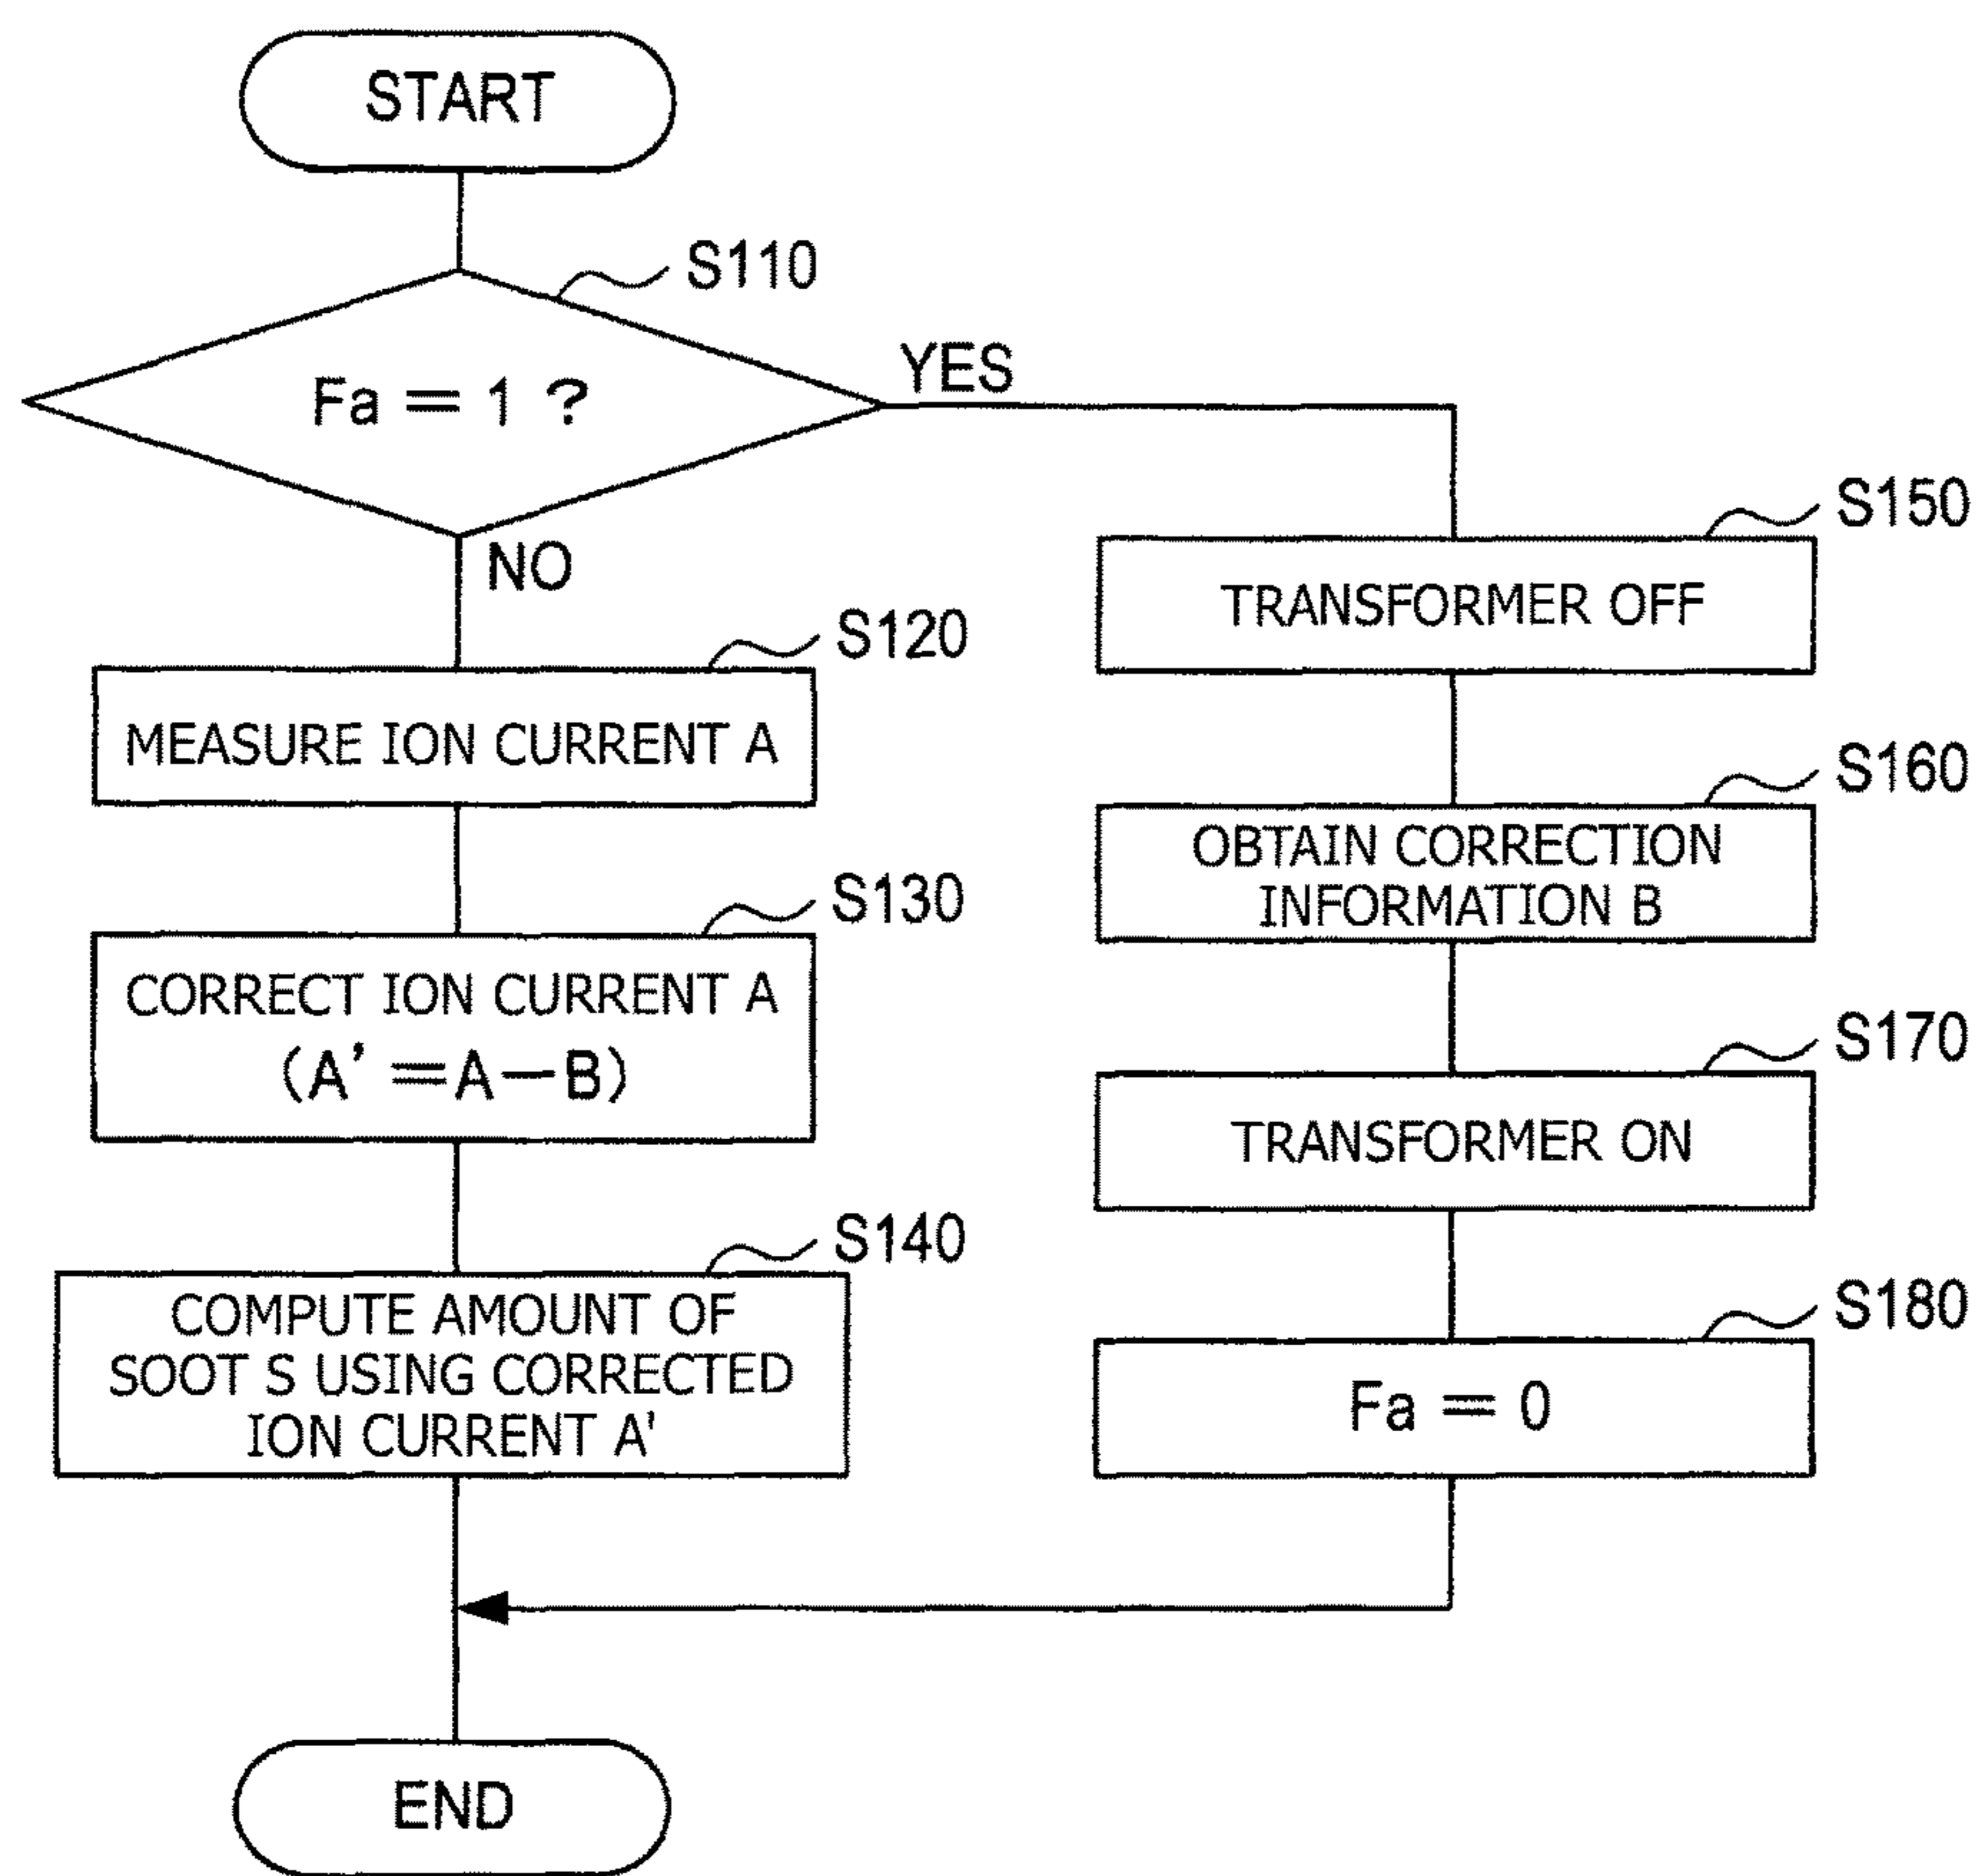 START
S110
Fa = 1 ?
YES
NO
S120
MEASURE ION CURRENT A
S130
CORRECT ION CURRENT A
(A' = A − B)
S140
COMPUTE AMOUNT OF
SOOT S USING CORRECTED
ION CURRENT A'
S150
TRANSFORMER OFF
S160
OBTAIN CORRECTION
INFORMATION B
S170
TRANSFORMER ON
S180
Fa = 0
END